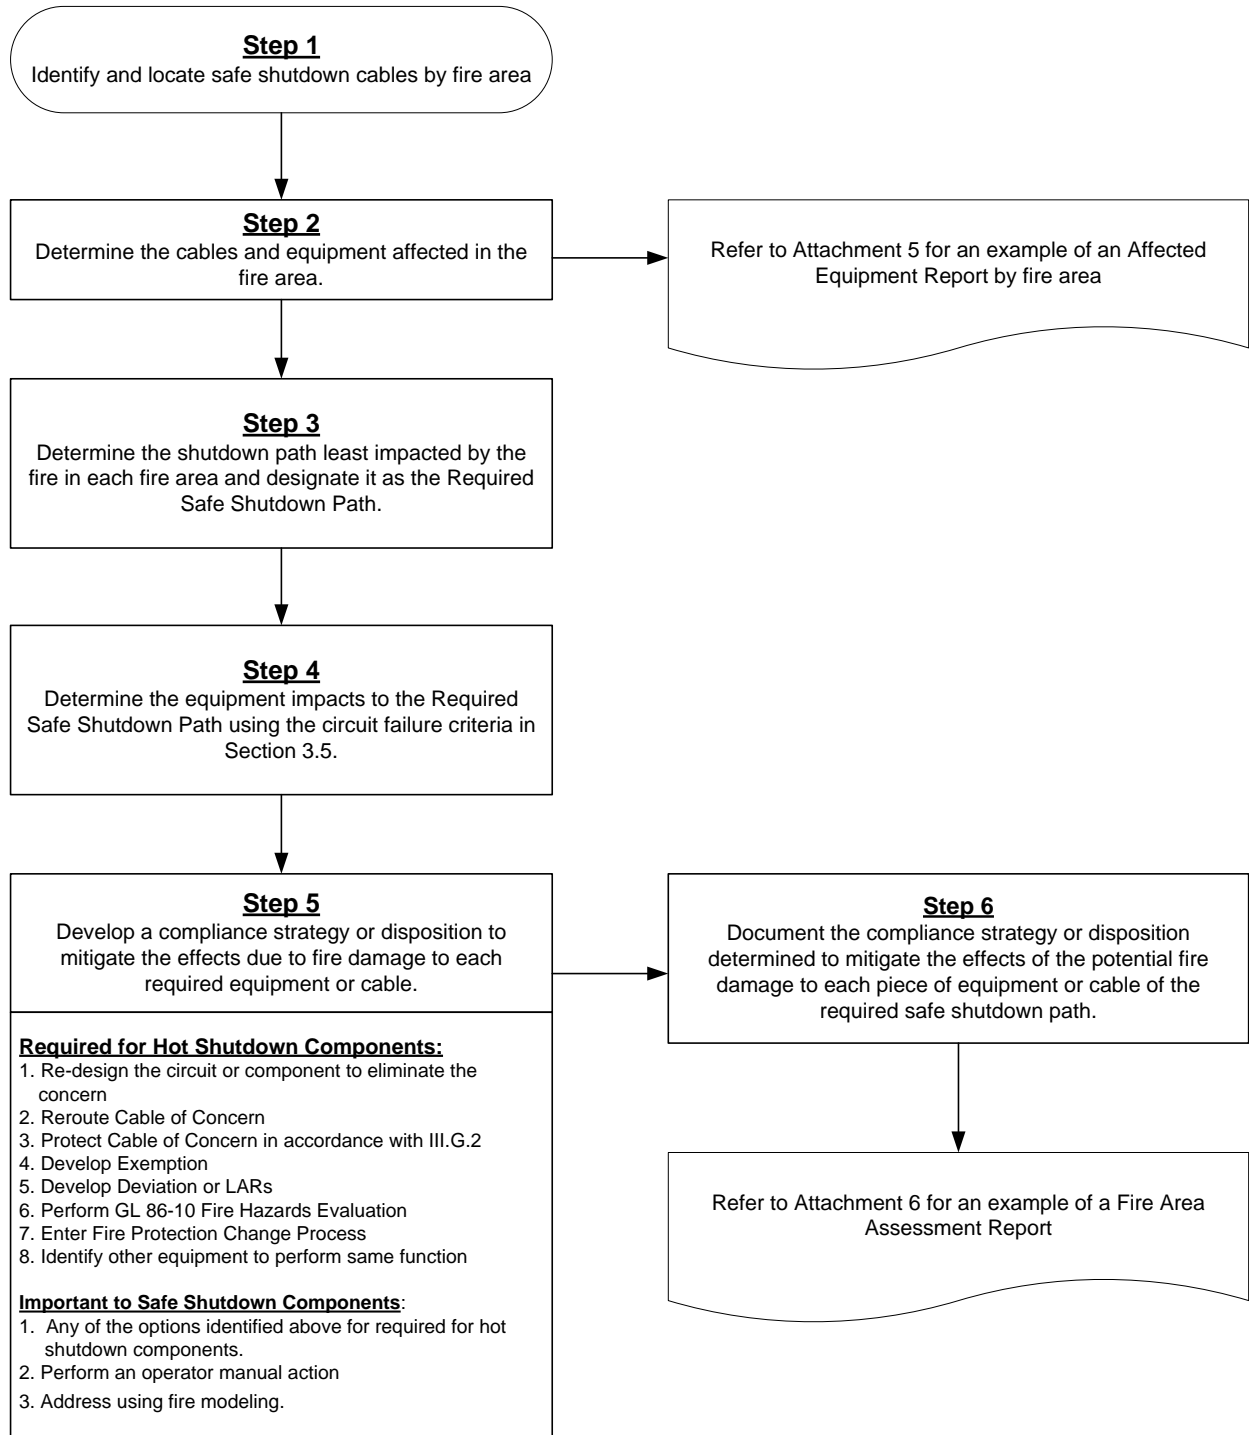 Step 1
Identify and locate safe shutdown cables by fire area
Step 2
Determine the cables and equipment affected in the
fire area.
Refer to Attachment 5 for an example of an Affected
Equipment Report by fire area
Step 3
Determine the shutdown path least impacted by the
fire in each fire area and designate it as the Required
Safe Shutdown Path.
Step 4
Determine the equipment impacts to the Required
Safe Shutdown Path using the circuit failure criteria in
Section 3.5.
Step 5
Develop a compliance strategy or disposition to
mitigate the effects due to fire damage to each
required equipment or cable.
Required for Hot Shutdown Components:
1. Re-design the circuit or component to eliminate the
concern
2. Reroute Cable of Concern
3. Protect Cable of Concern in accordance with III.G.2
4. Develop Exemption
5. Develop Deviation or LARs
6. Perform GL 86-10 Fire Hazards Evaluation
7. Enter Fire Protection Change Process
8. Identify other equipment to perform same function
Important to Safe Shutdown Components:
1. Any of the options identified above for required for hot
shutdown components.
2. Perform an operator manual action
3. Address using fire modeling.
Step 6
Document the compliance strategy or disposition
determined to mitigate the effects of the potential fire
damage to each piece of equipment or cable of the
required safe shutdown path.
Refer to Attachment 6 for an example of a Fire Area
Assessment Report